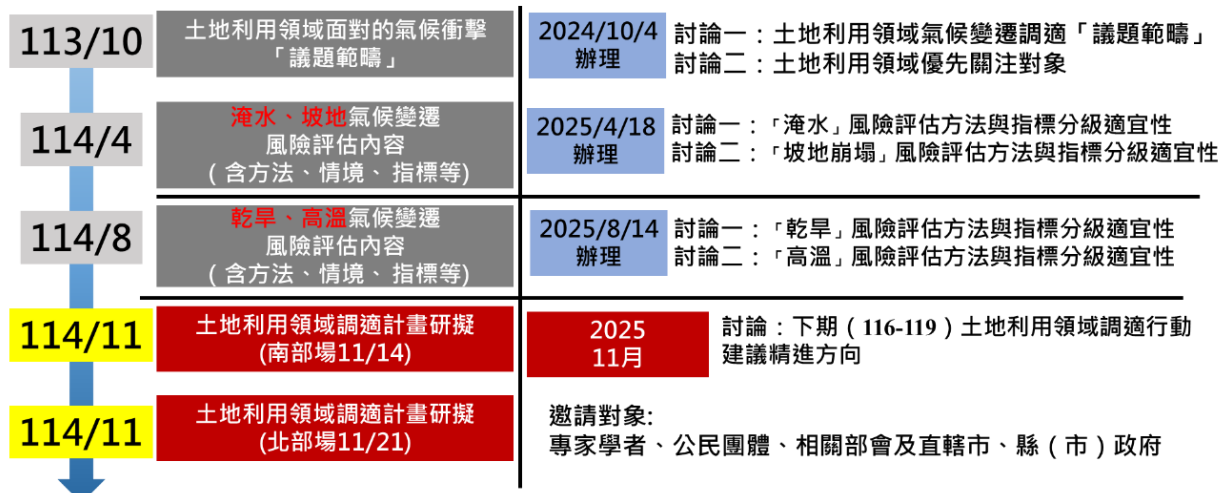 113/10
土地利用領域面對的氣候衝擊
「議題範疇」
2024/10/4
辦理
討論一：土地利用領域氣候變遷調適「議題範疇」
討論二：土地利用領域優先關注對象
114/4
淹水、坡地氣候變遷
風險評估內容
(含方法、情境、指標等)
2025/4/18
辦理
討論一：「淹水」風險評估方法與指標分級適宜性
討論二：「坡地崩塌」風險評估方法與指標分級適宜性
114/8
乾旱、高溫氣候變遷
風險評估內容
(含方法、情境、指標等)
2025/8/14
辦理
討論一：「乾旱」風險評估方法與指標分級適宜性
討論二：「高溫」風險評估方法與指標分級適宜性
114/11
土地利用領域調適計畫研擬
(南部場11/14)
2025
11月
討論：下期（116-119）土地利用領域調適行動
建議精進方向
114/11
土地利用領域調適計畫研擬
(北部場11/21)
邀請對象:
專家學者、公民團體、相關部會及直轄市、縣（市）政府